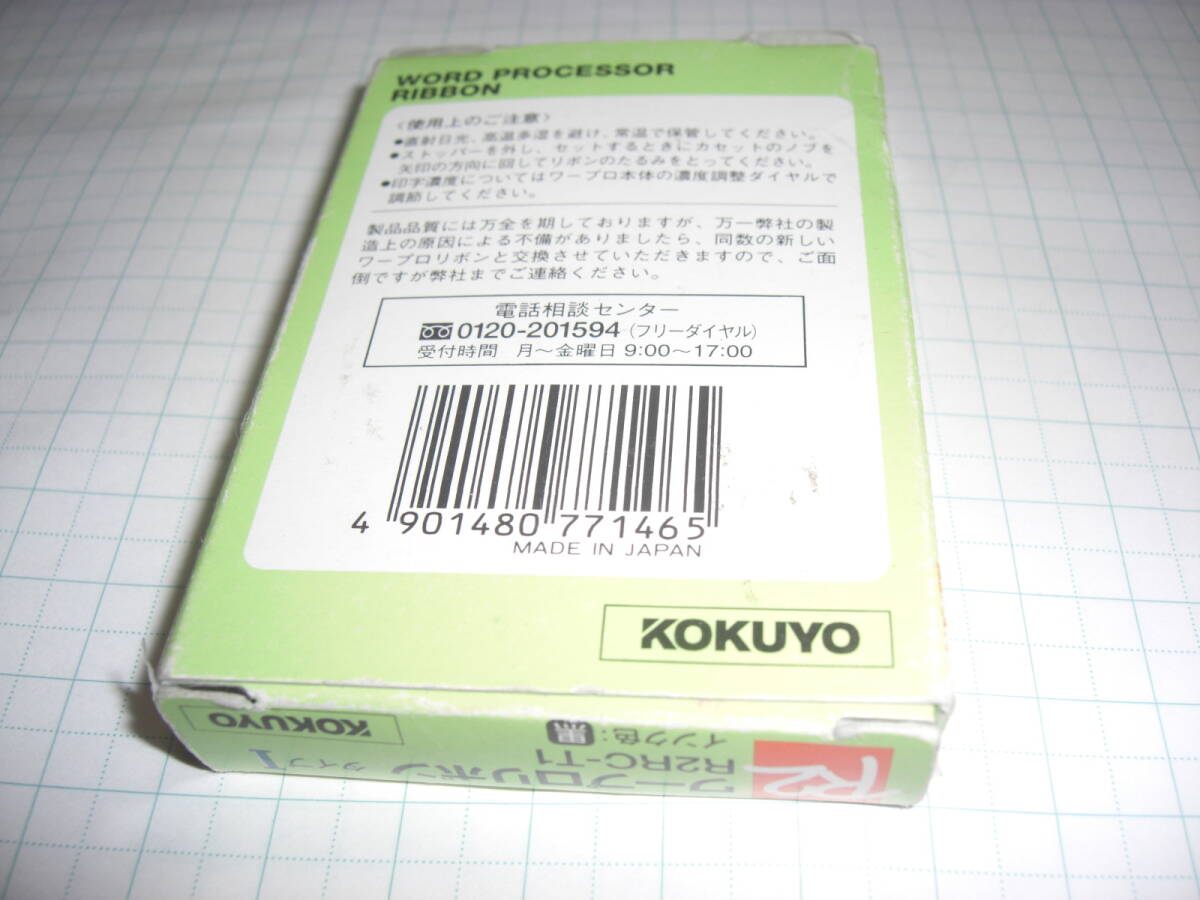 WORD PROCESSOR
RIBBON
〈使用上のご注意〉
●直射日光、高温多湿を避け、常温で保管してください。
●ストッパーを外し、セットするときにカセットのノブを
矢印の方向に回してリボンのたるみをとってください。
●印字濃度についてはワープロ本体の濃度調整ダイヤルで
調節してください。
製品品質には万全を期しておりますが、万一弊社の製
造上の原因による不備がありましたら、同数の新しい
ワープロリボンと交換させていただきますので、ご面
倒ですが弊社までご連絡ください。
電話相談センター
0120-201594（フリーダイヤル）
受付時間 月〜金曜日 9:00〜17:00
4 901480 771465
MADE IN JAPAN
KOKUYO
KOKUYO
インク色：黒
R2RC-T1
ワープロリボン タイプ1
R2